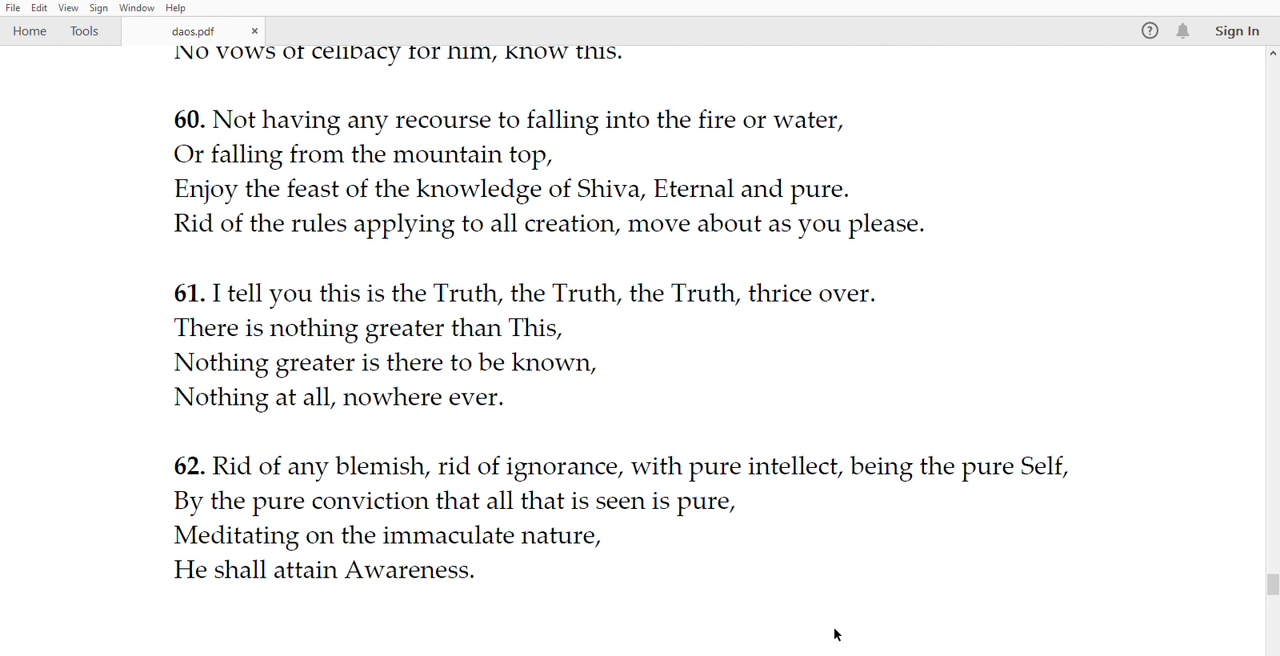 File Edit View Sign Window Help
Home Tools daos.pdf × ? Sign In
No vows of celibacy for him, know this.
60. Not having any recourse to falling into the fire or water,
Or falling from the mountain top,
Enjoy the feast of the knowledge of Shiva, Eternal and pure.
Rid of the rules applying to all creation, move about as you please.
61. I tell you this is the Truth, the Truth, the Truth, thrice over.
There is nothing greater than This,
Nothing greater is there to be known,
Nothing at all, nowhere ever.
62. Rid of any blemish, rid of ignorance, with pure intellect, being the pure Self,
By the pure conviction that all that is seen is pure,
Meditating on the immaculate nature,
He shall attain Awareness.